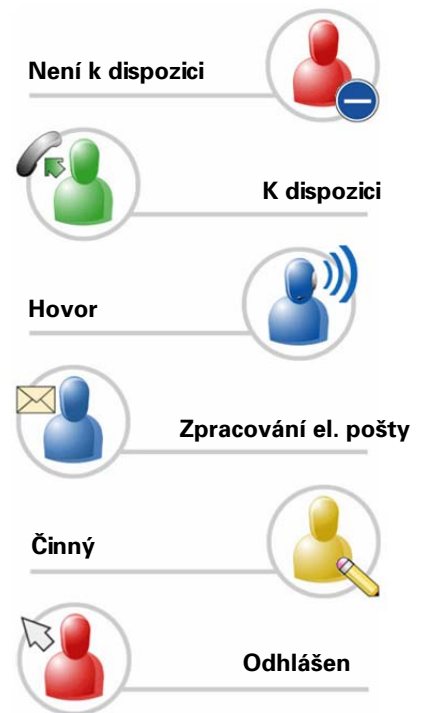 Není k dispozici
K dispozici
Hovor
Zpracování el. pošty
Činný
Odhlášen